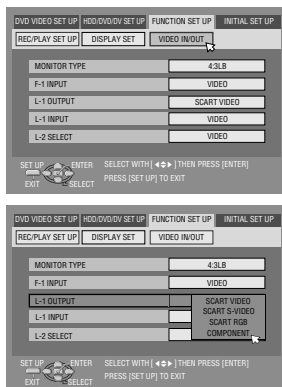 DVD VIDEO SET UP HDD/DVD/DV SET UP FUNCTION SET UP INITIAL SET UP
REC/PLAY SET UP DISPLAY SET VIDEO IN/OUT
MONITOR TYPE 4:3LB
F-1 INPUT VIDEO
L-1 OUTPUT SCART VIDEO
L-1 INPUT VIDEO
L-2 SELECT VIDEO
SET UP ENTER SELECT WITH [ ] THEN PRESS [ENTER]
EXIT SELECT PRESS [SET UP] TO EXIT
DVD VIDEO SET UP HDD/DVD/DV SET UP FUNCTION SET UP INITIAL SET UP
REC/PLAY SET UP DISPLAY SET VIDEO IN/OUT
MONITOR TYPE 4:3LB
F-1 INPUT VIDEO
L-1 OUTPUT SCART VIDEO
SCART S-VIDEO
L-1 INPUT SCART RGB
COMPONENT
L-2 SELECT
SET UP ENTER SELECT WITH [ ] THEN PRESS [ENTER]
EXIT SELECT PRESS [SET UP] TO EXIT